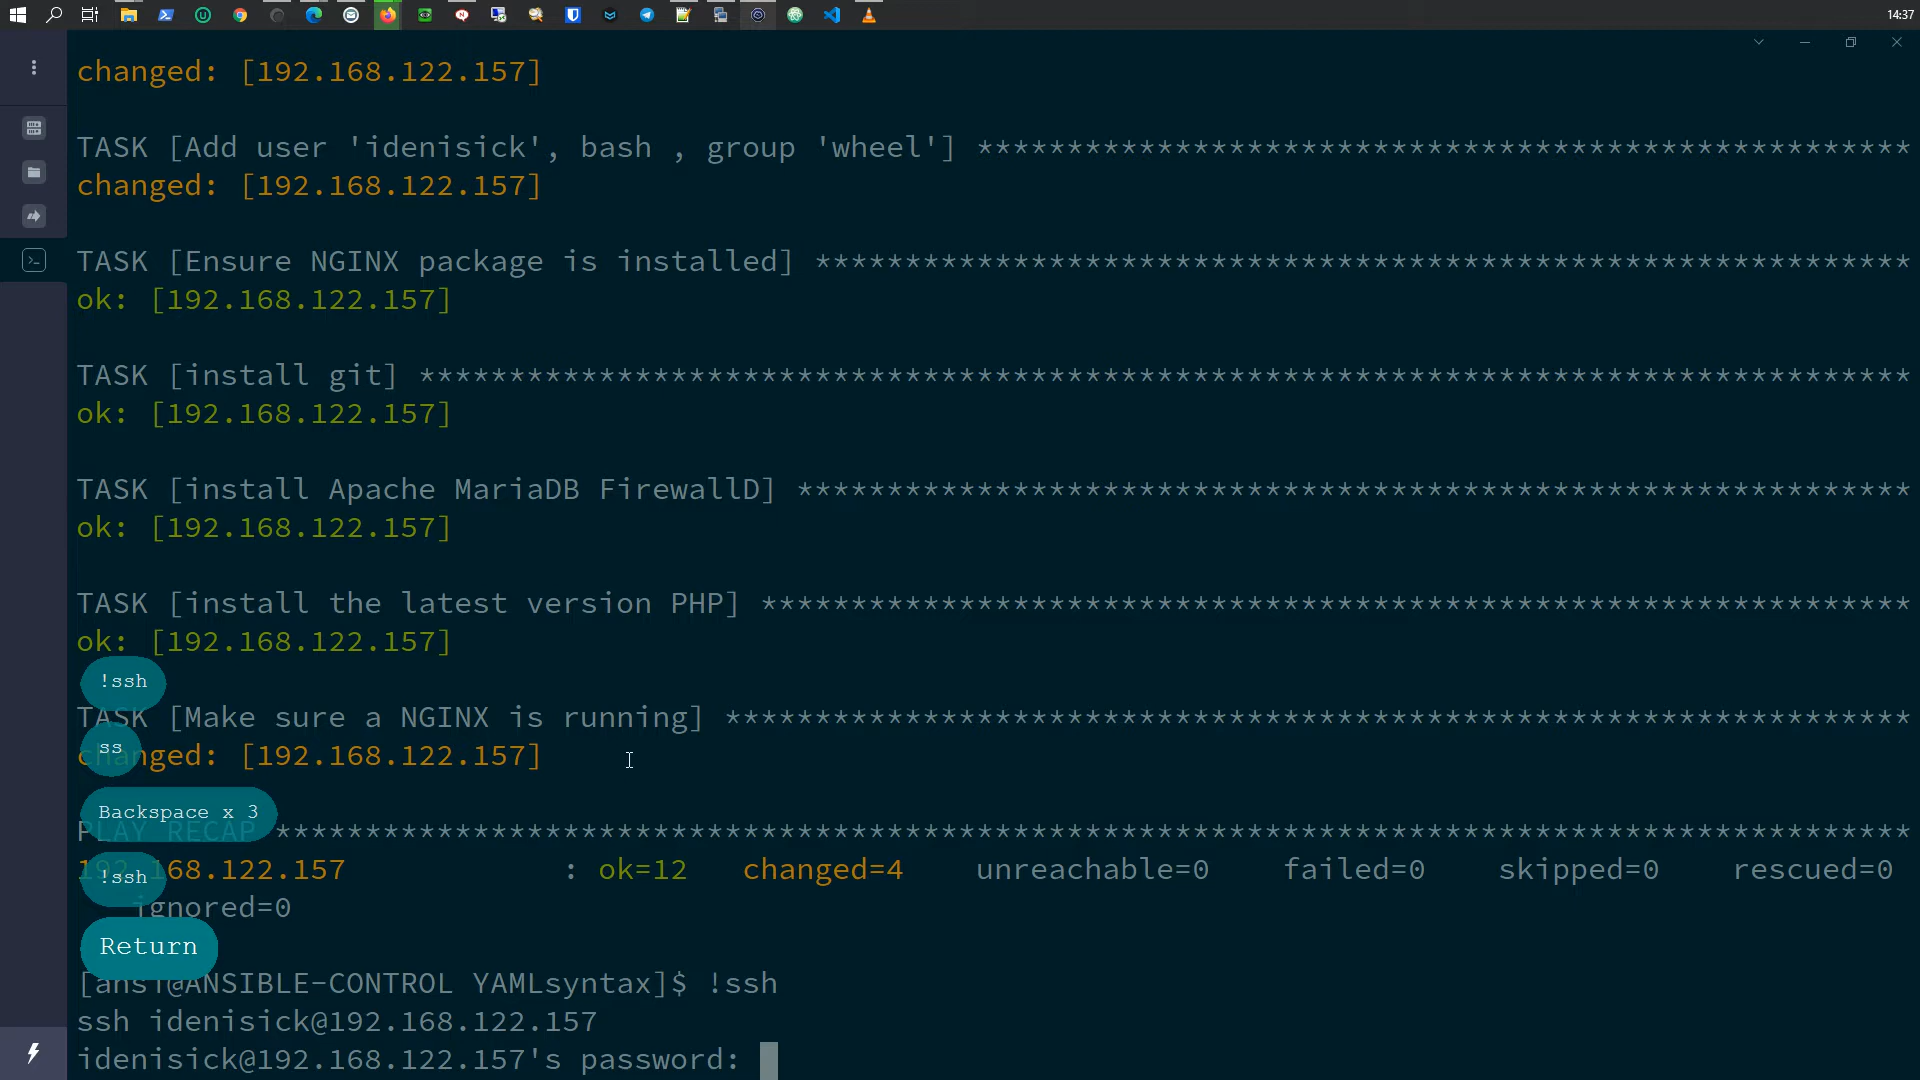 14:37
changed: [192.168.122.157]
TASK [Add user 'idenisick', bash , group 'wheel'] ****************************************************
changed: [192.168.122.157]
TASK [Ensure NGINX package is installed] *************************************************************
ok: [192.168.122.157]
TASK [install git] ***********************************************************************************
ok: [192.168.122.157]
TASK [install Apache MariaDB FirewallD] **************************************************************
ok: [192.168.122.157]
TASK [install the latest version PHP] ****************************************************************
ok: [192.168.122.157]
!ssh
TASK [Make sure a NGINX is running] ******************************************************************
ss
changed: [192.168.122.157]
Backspace x 3
PLAY RECAP *******************************************************************************************
192.168.122.157 : ok=12 changed=4 unreachable=0 failed=0 skipped=0 rescued=0
!ssh
ignored=0
Return
[ansi@ANSIBLE-CONTROL YAMLsyntax]$ !ssh
ssh idenisick@192.168.122.157
idenisick@192.168.122.157's password: